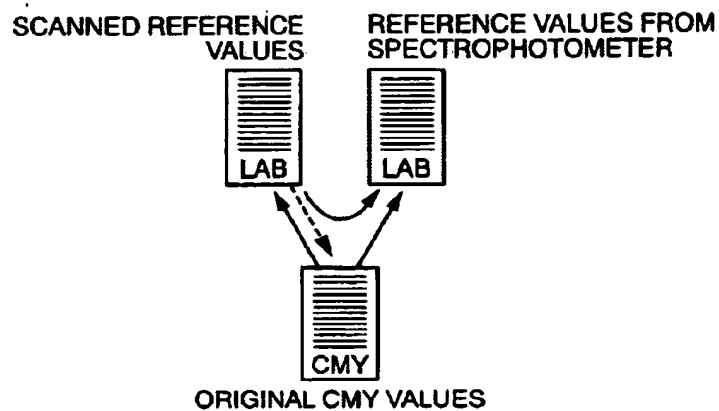 SCANNED REFERENCE
VALUES
REFERENCE VALUES FROM
SPECTROPHOTOMETER
LAB
LAB
CMY
ORIGINAL CMY VALUES